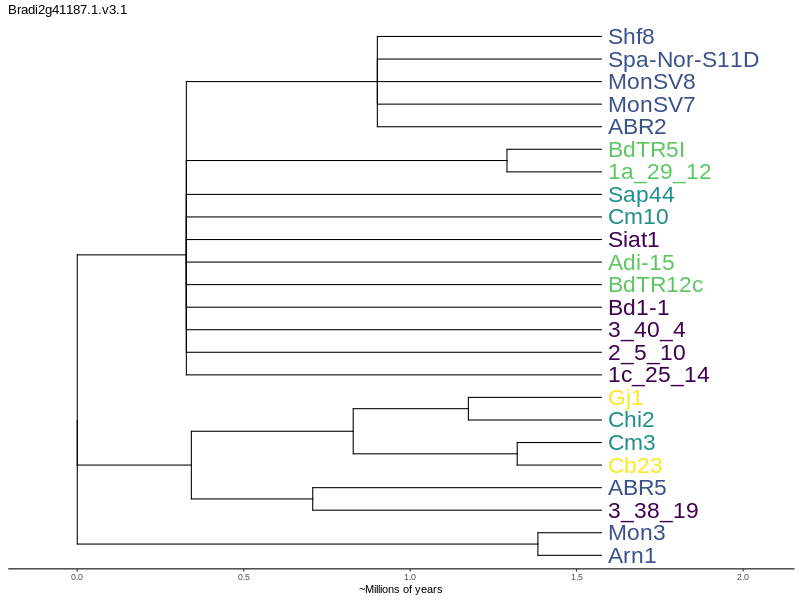 Bradi2g41187.1.v3.1
Shf8
Spa-Nor-S11D
MonSV8
MonSV7
ABR2
BdTR5I
1a_29_12
Sap44
Cm10
Siat1
Adi-15
BdTR12c
Bd1-1
3_40_4
2_5_10
1c_25_14
Gj1
Chi2
Cm3
Cb23
ABR5
3_38_19
Mon3
Arn1
0.0 0.5 1.0 1.5 2.0
~Millions of years